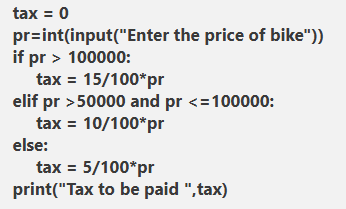 tax = 0
pr=int(input("Enter the price of bike"))
if pr > 100000:
    tax = 15/100*pr
elif pr >50000 and pr <=100000:
    tax = 10/100*pr
else:
    tax = 5/100*pr
print("Tax to be paid ",tax)